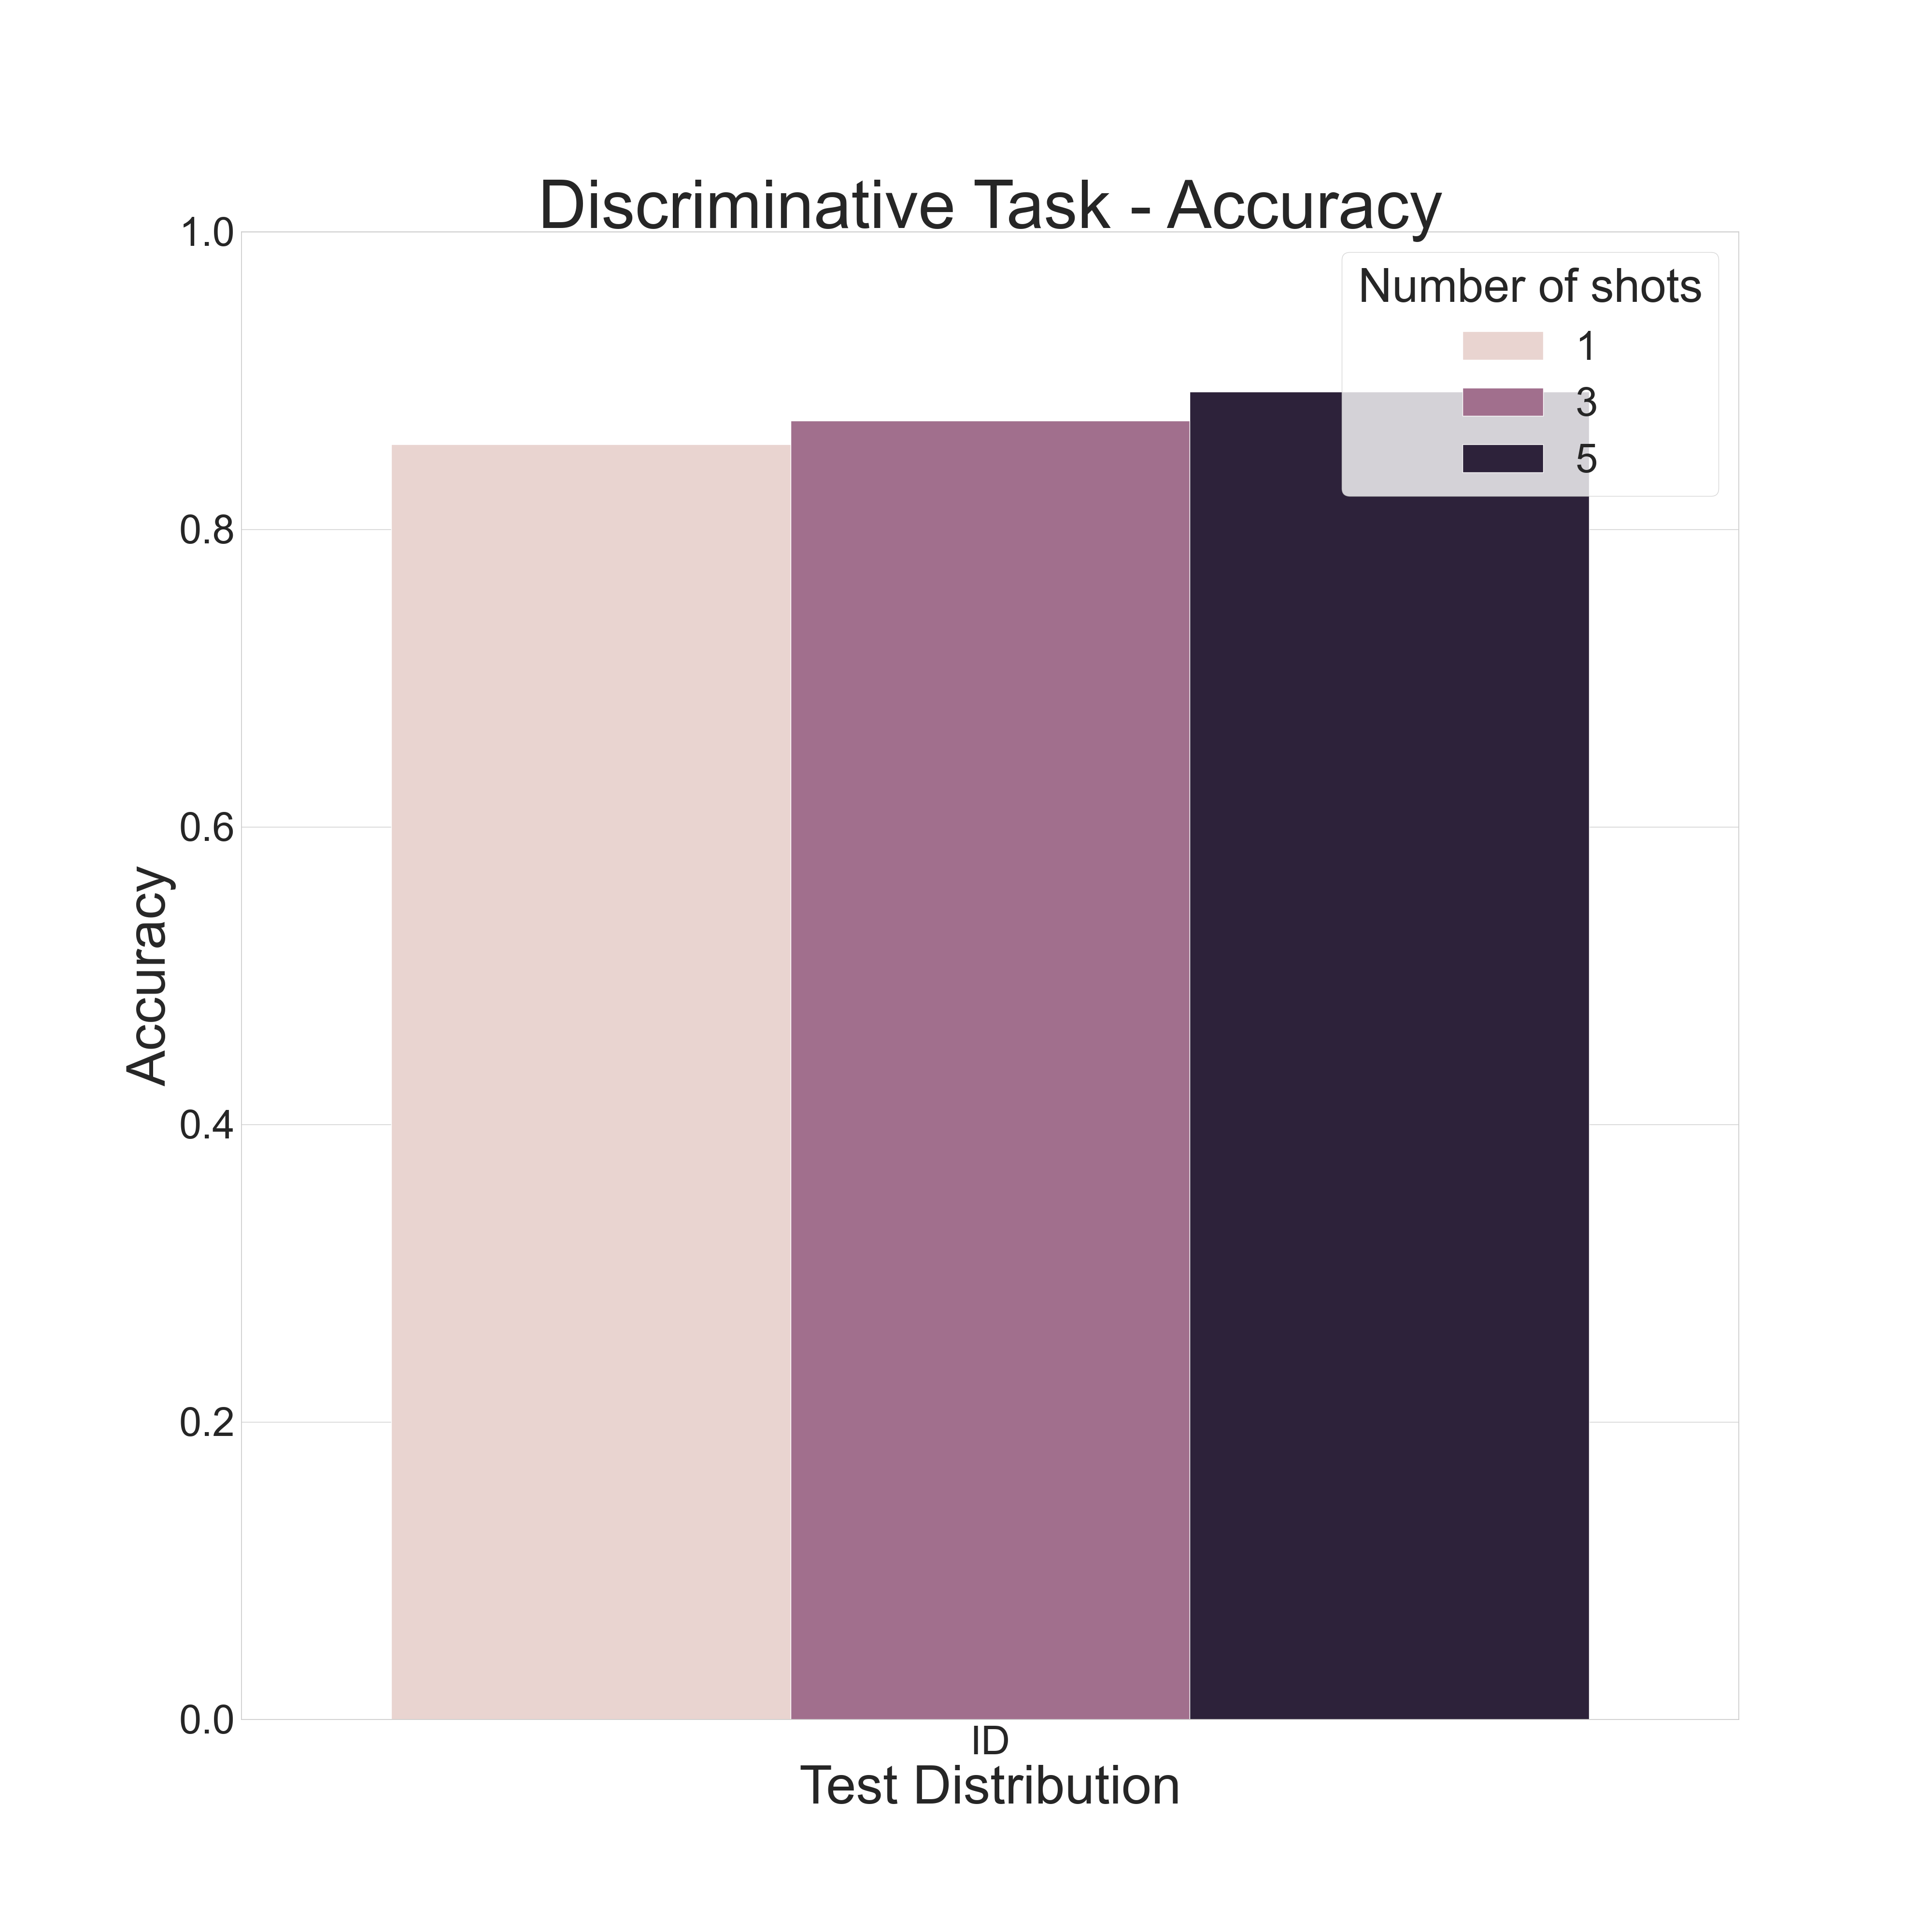 Discriminative Task - Accuracy
1.0
Number of shots
1
3
5
0.8
0.6
Accuracy
0.4
0.2
0.0
ID
Test Distribution